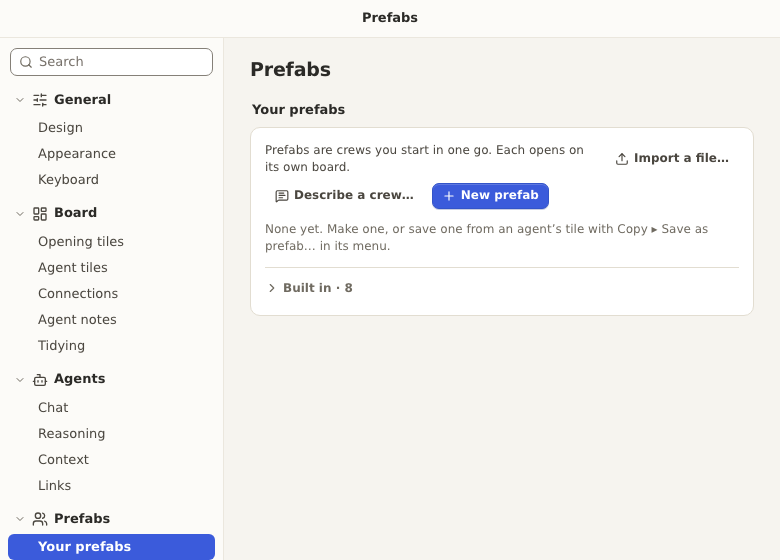 Prefabs
Search
General
Design
Appearance
Keyboard
Board
Opening tiles
Agent tiles
Connections
Agent notes
Tidying
Agents
Chat
Reasoning
Context
Links
Prefabs
Your prefabs
Prefabs
Your prefabs
Prefabs are crews you start in one go. Each opens on
its own board.
Import a file…
Describe a crew…
New prefab
None yet. Make one, or save one from an agent’s tile with Copy ▸ Save as
prefab… in its menu.
Built in · 8